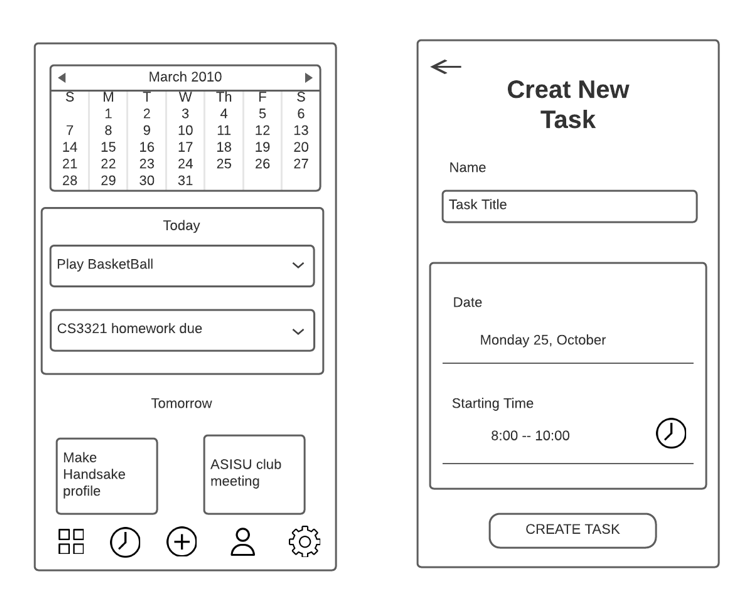 March 2010
S M T W Th F S
1 2 3 4 5 6
7 8 9 10 11 12 13
14 15 16 17 18 19 20
21 22 23 24 25 26 27
28 29 30 31
Today
Play BasketBall
CS3321 homework due
Tomorrow
Make
Handsake
profile
ASISU club
meeting
Creat New
Task
Name
Task Title
Date
Monday 25, October
Starting Time
8:00 -- 10:00
CREATE TASK